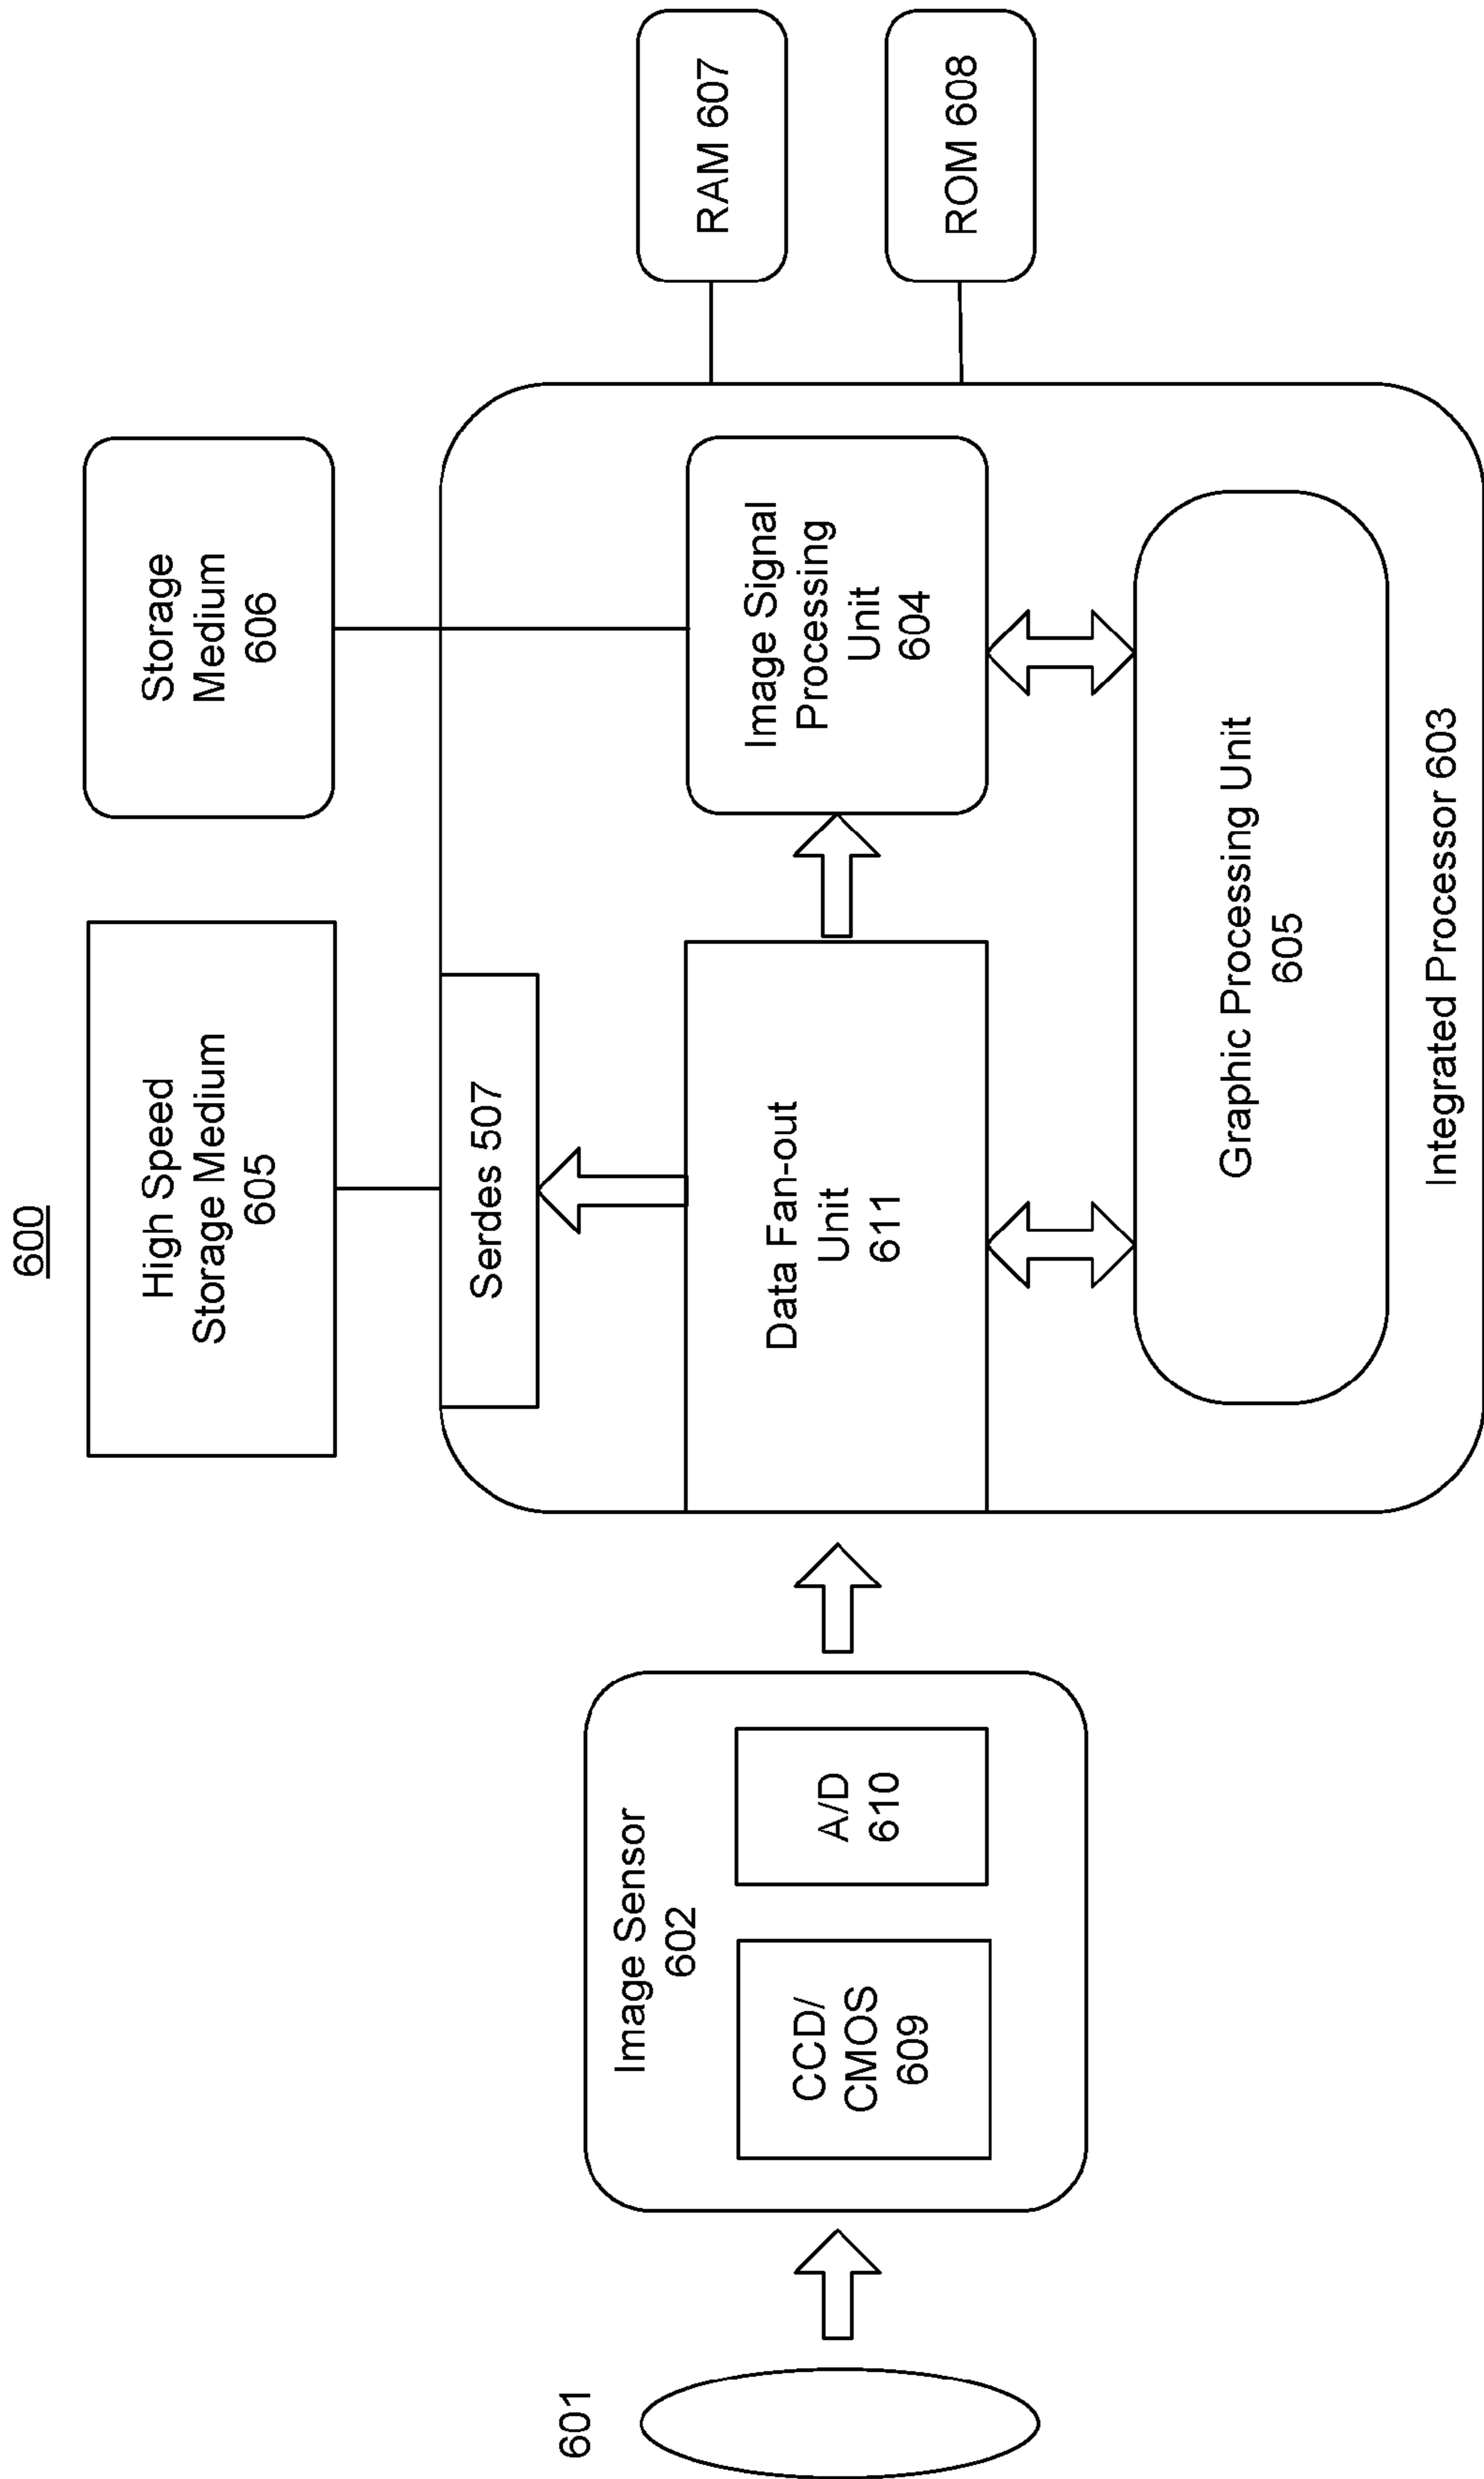 600
High Speed
Storage Medium
605
Storage
Medium
606
Serdes 507
RAM 607
ROM 608
Image Sensor
602
CCD/
CMOS
609
A/D
610
601
Data Fan-out
Unit
611
Image Signal
Processing
Unit
604
Graphic Processing Unit
605
Integrated Processor 603